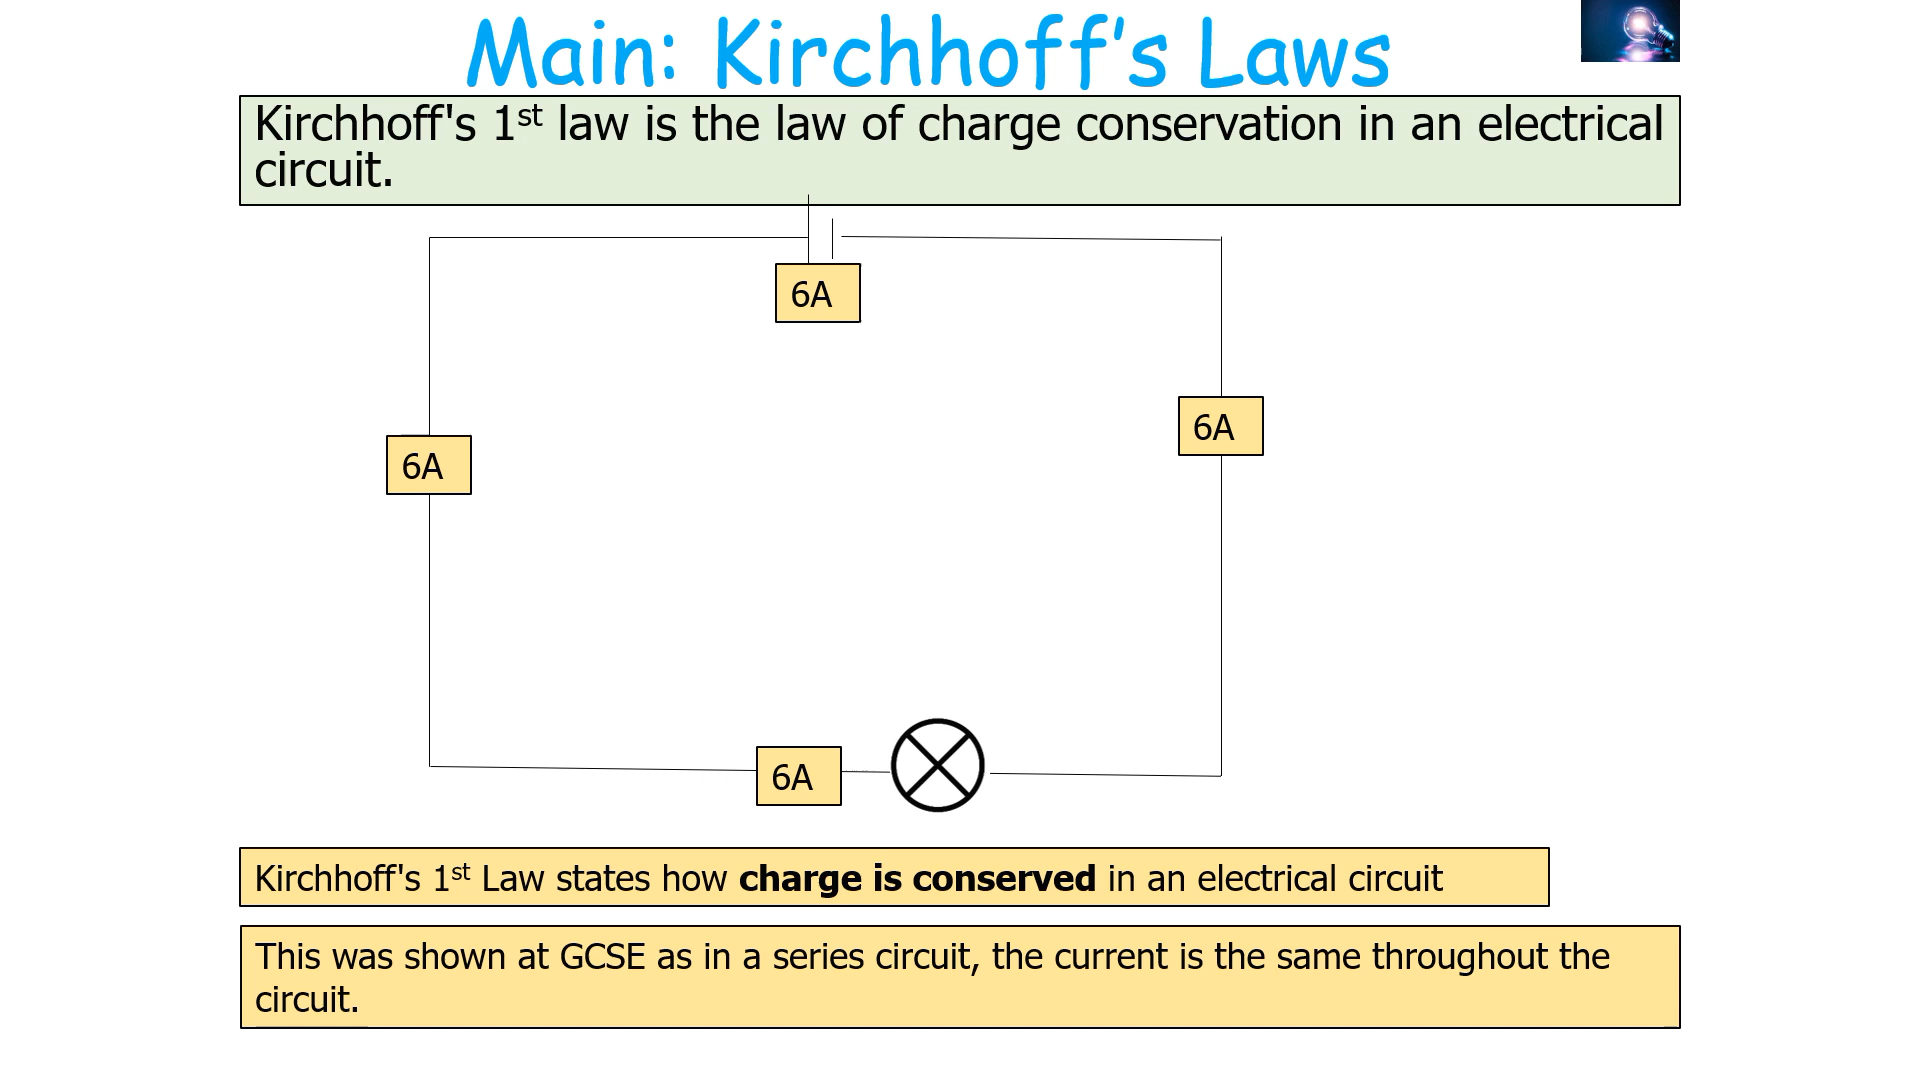 Main: Kirchhoff’s Laws
Kirchhoff's 1st law is the law of charge conservation in an electrical
circuit.
6A
6A
6A
6A
Kirchhoff's 1st Law states how charge is conserved in an electrical circuit
This was shown at GCSE as in a series circuit, the current is the same throughout the
circuit.